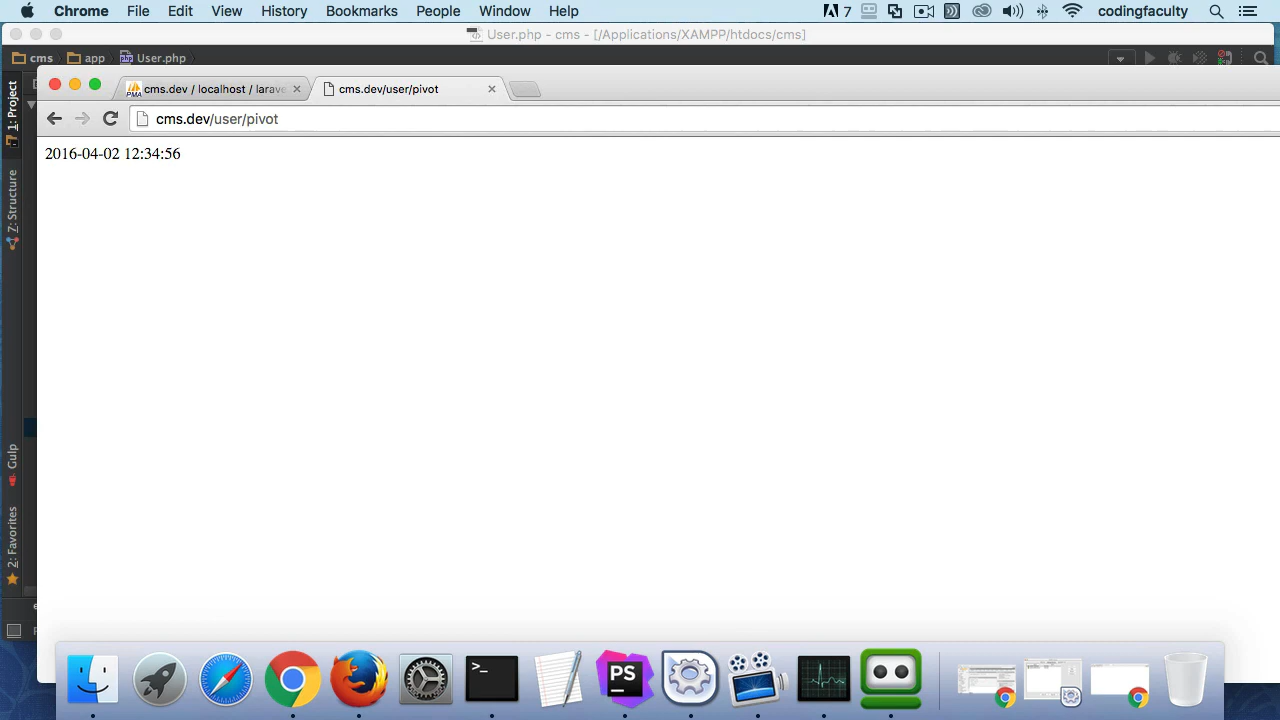 Chrome File Edit View History Bookmarks People Window Help 7 codingfaculty
User.php - cms - [/Applications/XAMPP/htdocs/cms]
cms app User.php
1: Project
7: Structure
Gulp
2: Favorites
PMA cms.dev / localhost / larave
cms.dev/user/pivot
cms.dev/user/pivot
2016-04-02 12:34:56
>_
PS